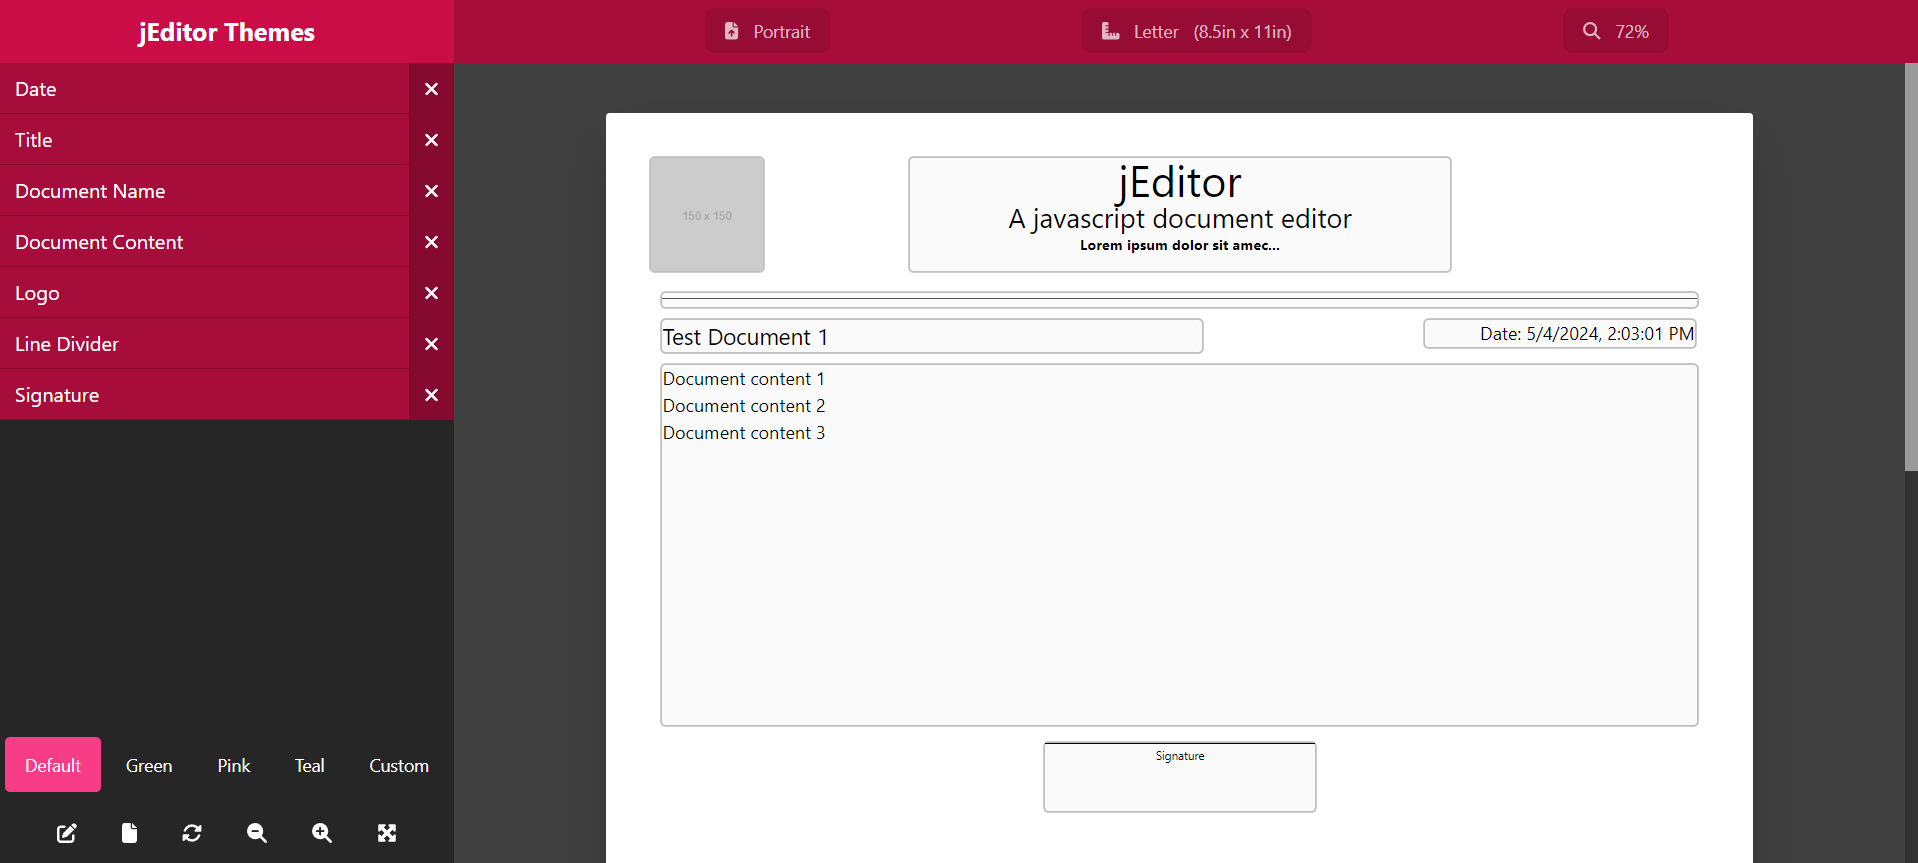 jEditor Themes
Portrait
Letter (8.5in x 11in)
72%
Date
Title
Document Name
Document Content
Logo
Line Divider
Signature
Default
Green
Pink
Teal
Custom
150 x 150
jEditor
A javascript document editor
Lorem ipsum dolor sit amec...
Test Document 1
Date: 5/4/2024, 2:03:01 PM
Document content 1
Document content 2
Document content 3
Signature